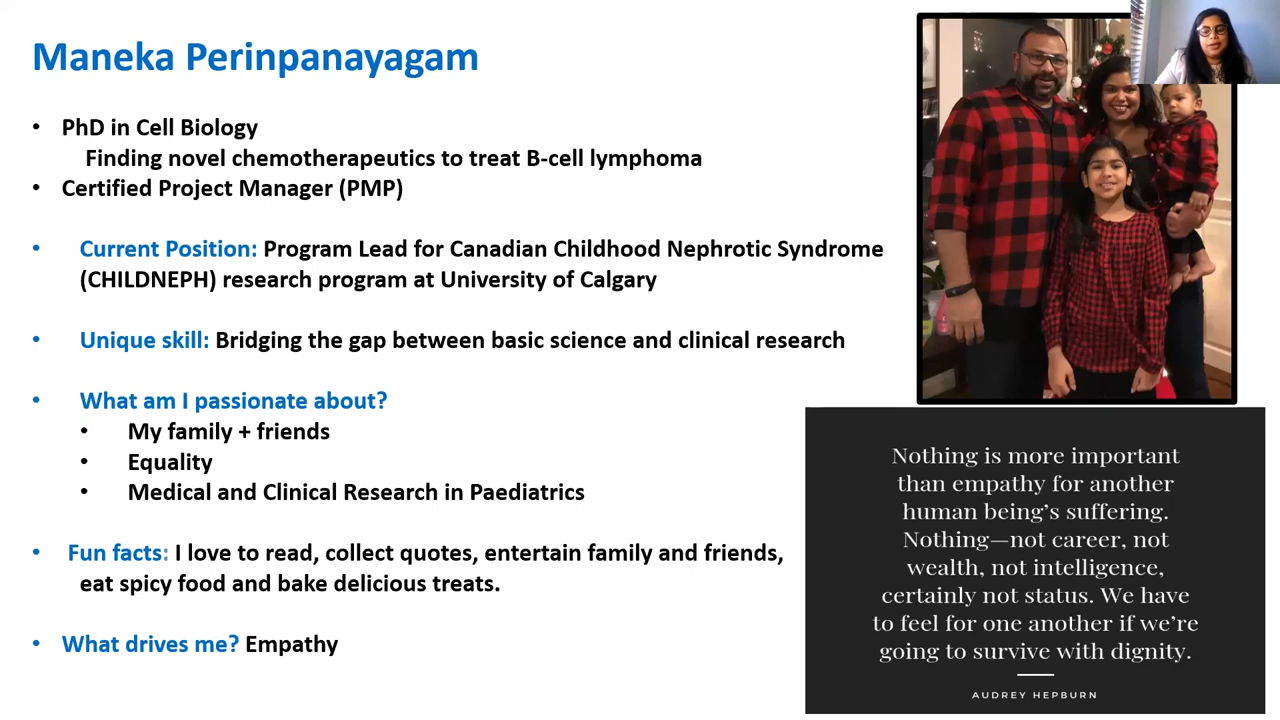 Maneka Perinpanayagam
• PhD in Cell Biology
Finding novel chemotherapeutics to treat B-cell lymphoma
• Certified Project Manager (PMP)
• Current Position: Program Lead for Canadian Childhood Nephrotic Syndrome
(CHILDNEPH) research program at University of Calgary
• Unique skill: Bridging the gap between basic science and clinical research
• What am I passionate about?
• My family + friends
• Equality
• Medical and Clinical Research in Paediatrics
• Fun facts: I love to read, collect quotes, entertain family and friends,
eat spicy food and bake delicious treats.
• What drives me? Empathy
Nothing is more important
than empathy for another
human being’s suffering.
Nothing—not career, not
wealth, not intelligence,
certainly not status. We have
to feel for one another if we’re
going to survive with dignity.
AUDREY HEPBURN